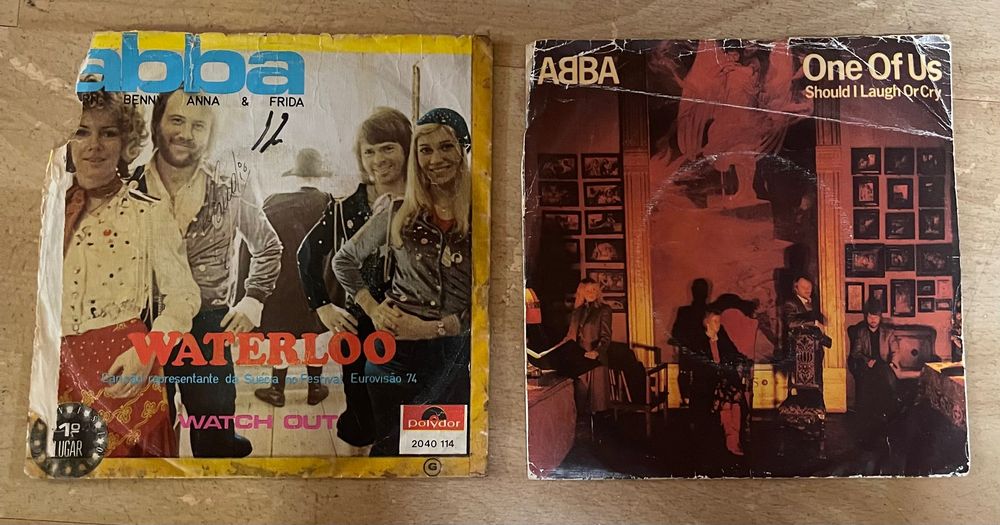 abba
BENNY ANNA & FRIDA
12
WATERLOO
Canção representante da Suécia no Festival Eurovisão 74
WATCH OUT
1º
LUGAR
Polydor
2040 114
G
ABBA
One Of Us
Should I Laugh Or Cry